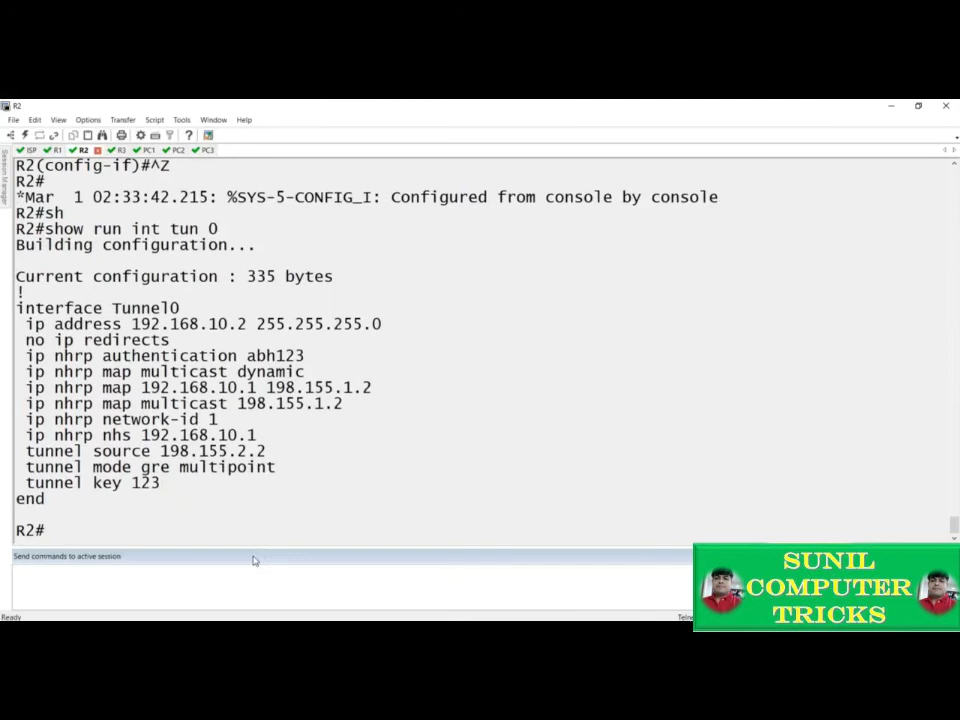 R2
File Edit View Options Transfer Script Tools Window Help
ISP R1 R2 R3 PC1 PC2 PC3
Session Manager
R2(config-if)#^Z
R2#
*Mar 1 02:33:42.215: %SYS-5-CONFIG_I: Configured from console by console
R2#sh
R2#show run int tun 0
Building configuration...
Current configuration : 335 bytes
!
interface Tunnel0
ip address 192.168.10.2 255.255.255.0
no ip redirects
ip nhrp authentication abh123
ip nhrp map multicast dynamic
ip nhrp map 192.168.10.1 198.155.1.2
ip nhrp map multicast 198.155.1.2
ip nhrp network-id 1
ip nhrp nhs 192.168.10.1
tunnel source 198.155.2.2
tunnel mode gre multipoint
tunnel key 123
end
R2#
Send commands to active session
SUNIL
COMPUTER
TRICKS
Ready